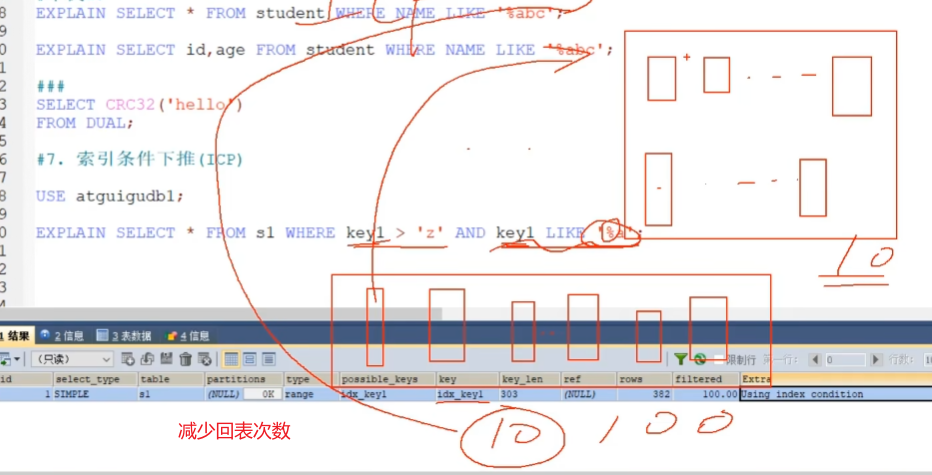 EXPLAIN SELECT * FROM student WHERE NAME LIKE '%abc';
EXPLAIN SELECT id,age FROM student WHERE NAME LIKE '%abc';
###
SELECT CRC32('hello')
FROM DUAL;
#7. 索引条件下推(ICP)
USE atguigudb1;
EXPLAIN SELECT * FROM s1 WHERE key1 > 'z' AND key1 LIKE '%a';
10
1 结果 2 信息 3 表数据 4 信息
(只读) 限制行 第一行: 0 行数:
id select_type table partitions type possible_keys key key_len ref rows filtered Extra
1 SIMPLE s1 (NULL) 0K range idx_key1 idx_key1 303 (NULL) 382 100.00 Using index condition
减少回表次数
10 100